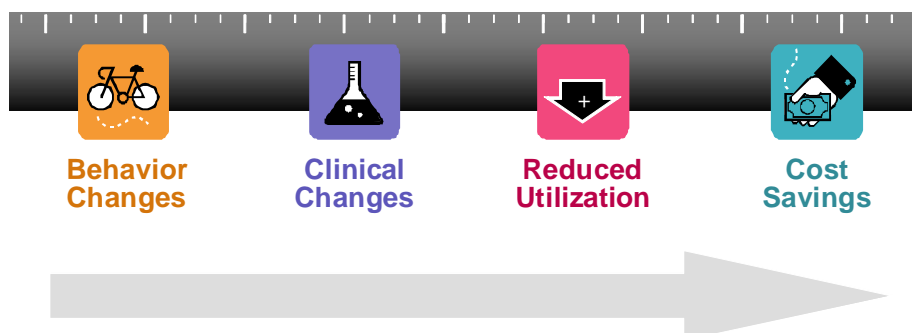 Behavior
Changes
Clinical
Changes
Reduced
Utilization
Cost
Savings